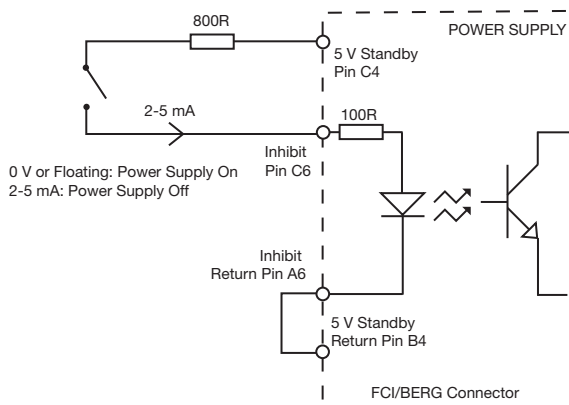 800R
POWER SUPPLY
5 V Standby
Pin C4
2-5 mA
100R
Inhibit
Pin C6
0 V or Floating: Power Supply On
2-5 mA: Power Supply Off
Inhibit
Return Pin A6
5 V Standby
Return Pin B4
FCI/BERG Connector